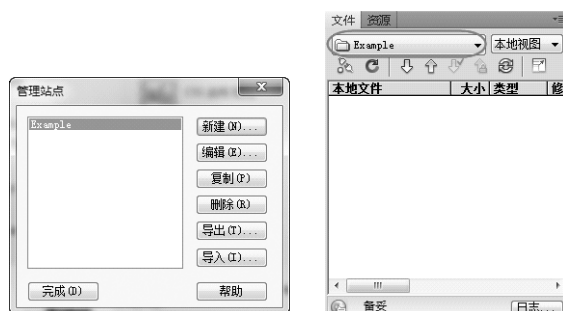 管理站点
Example
新建(N)...
编辑(E)...
复制(P)
删除(R)
导出(T)...
导入(I)...
完成(D)
帮助
文件 资源
Example 本地视图
本地文件 大小 类型 修
备妥 日志...